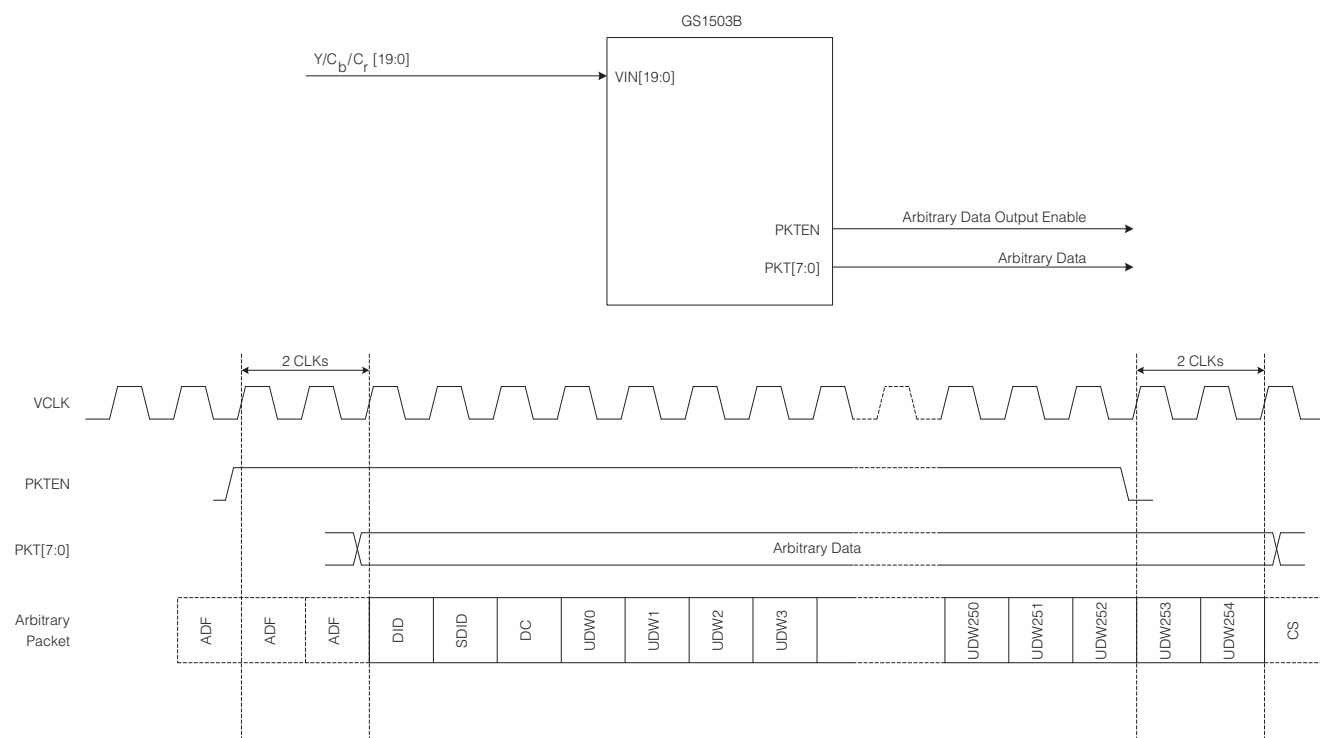 GS1503B
Y/Cb/Cr [19:0]
VIN[19:0]
PKTEN
Arbitrary Data Output Enable
PKT[7:0]
Arbitrary Data
2 CLKs
2 CLKs
VCLK
PKTEN
PKT[7:0]
Arbitrary Data
Arbitrary
Packet
ADF
ADF
ADF
DID
SDID
DC
UDW0
UDW1
UDW2
UDW3
UDW250
UDW251
UDW252
UDW253
UDW254
CS